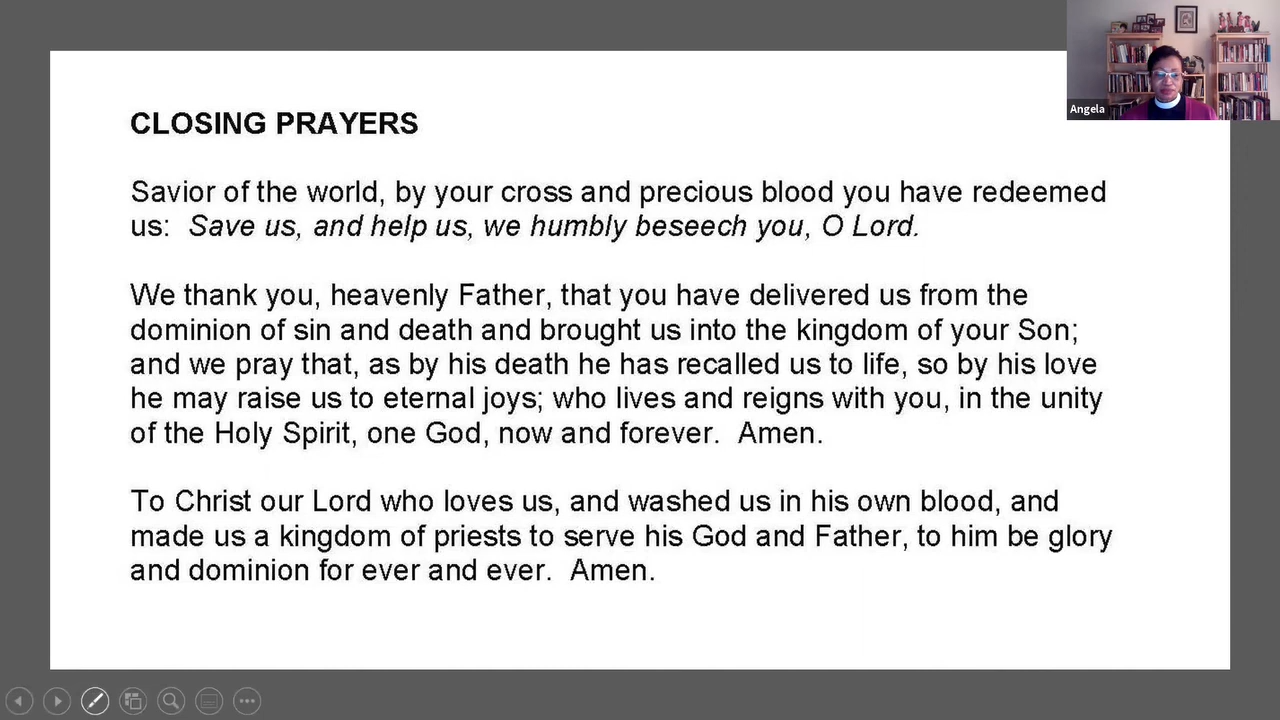 CLOSING PRAYERS
Savior of the world, by your cross and precious blood you have redeemed
us:  Save us, and help us, we humbly beseech you, O Lord.
We thank you, heavenly Father, that you have delivered us from the
dominion of sin and death and brought us into the kingdom of your Son;
and we pray that, as by his death he has recalled us to life, so by his love
he may raise us to eternal joys; who lives and reigns with you, in the unity
of the Holy Spirit, one God, now and forever.  Amen.
To Christ our Lord who loves us, and washed us in his own blood, and
made us a kingdom of priests to serve his God and Father, to him be glory
and dominion for ever and ever.  Amen.
Angela